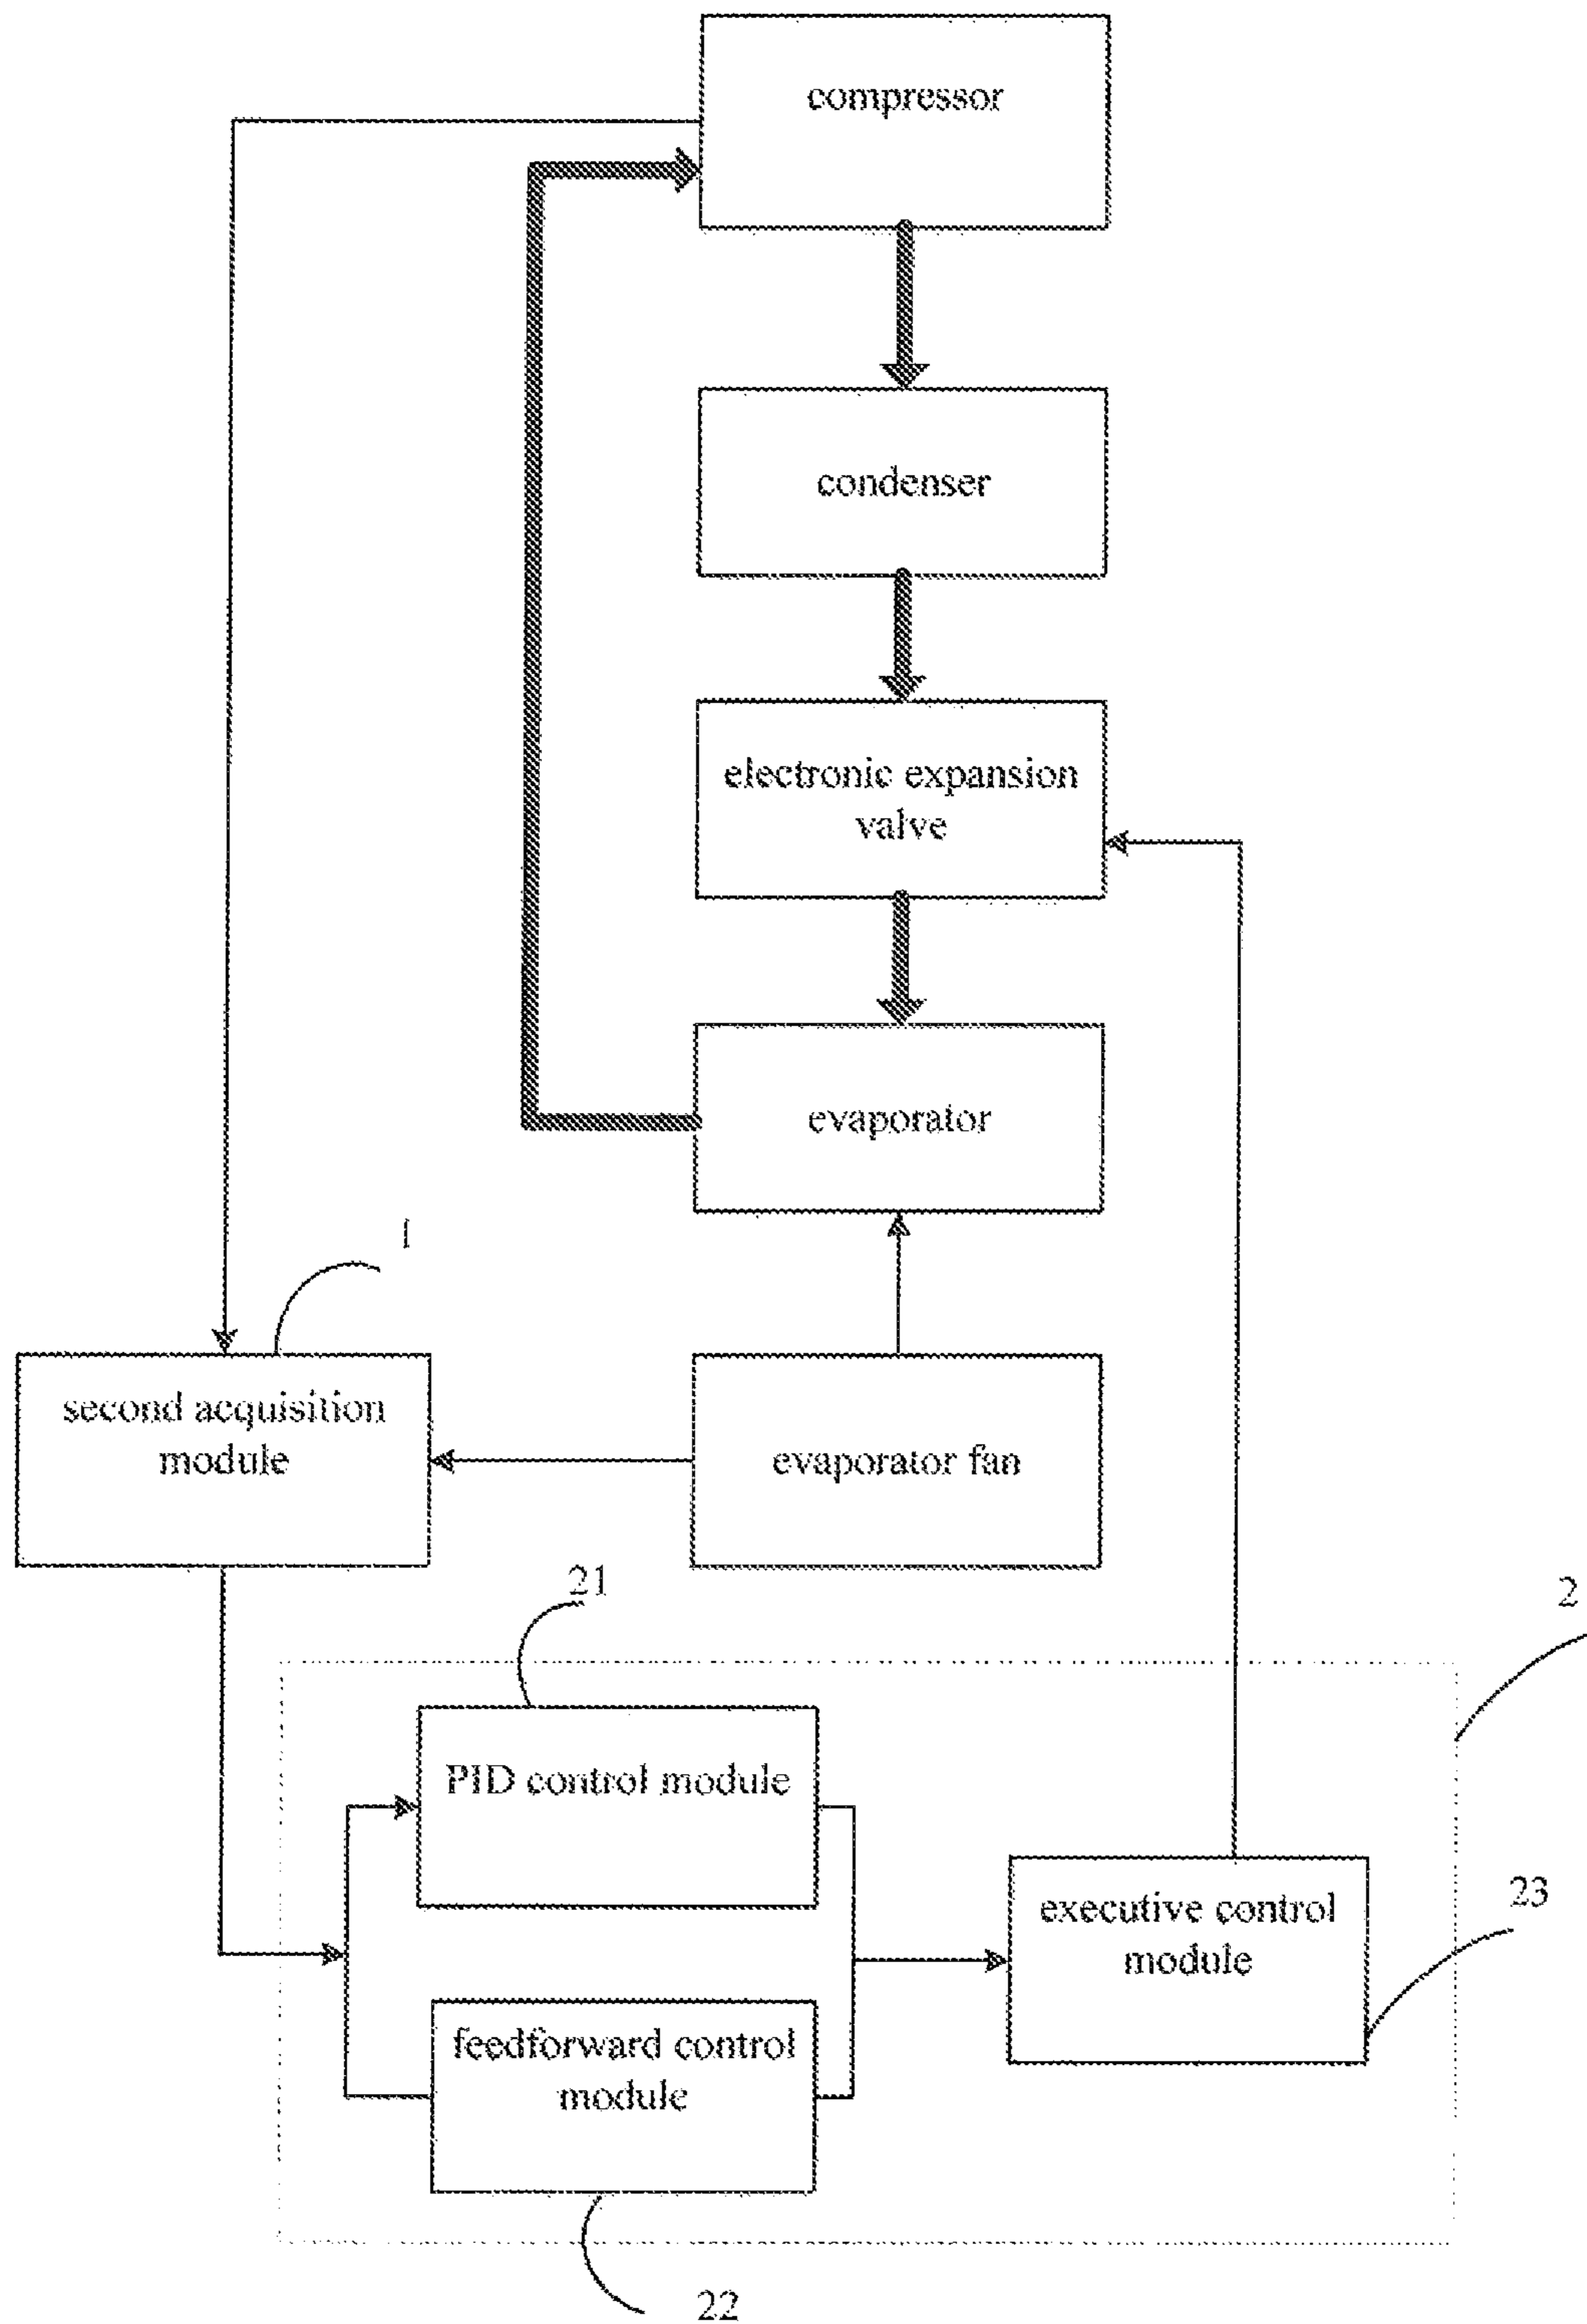 compressor
condenser
electronic expansion
valve
evaporator
1
second acquisition
module
evaporator fan
21
2
PID control module
executive control
module
23
feedforward control
module
22